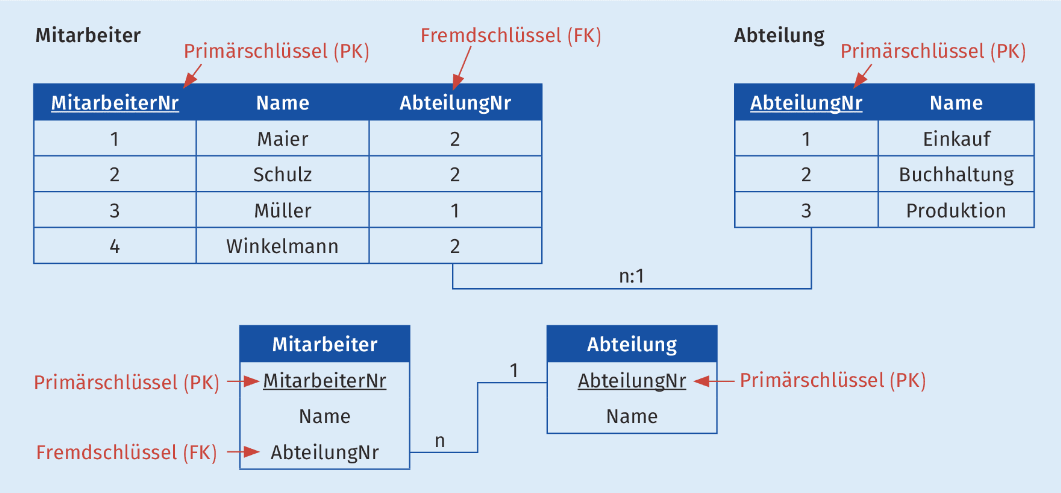 Mitarbeiter
Primärschlüssel (PK)
Fremdschlüssel (FK)
MitarbeiterNr Name AbteilungNr
1 Maier 2
2 Schulz 2
3 Müller 1
4 Winkelmann 2
Abteilung
Primärschlüssel (PK)
AbteilungNr Name
1 Einkauf
2 Buchhaltung
3 Produktion
n:1
Mitarbeiter
Primärschlüssel (PK) MitarbeiterNr
Name
Fremdschlüssel (FK) AbteilungNr
n
1
Abteilung
AbteilungNr Primärschlüssel (PK)
Name